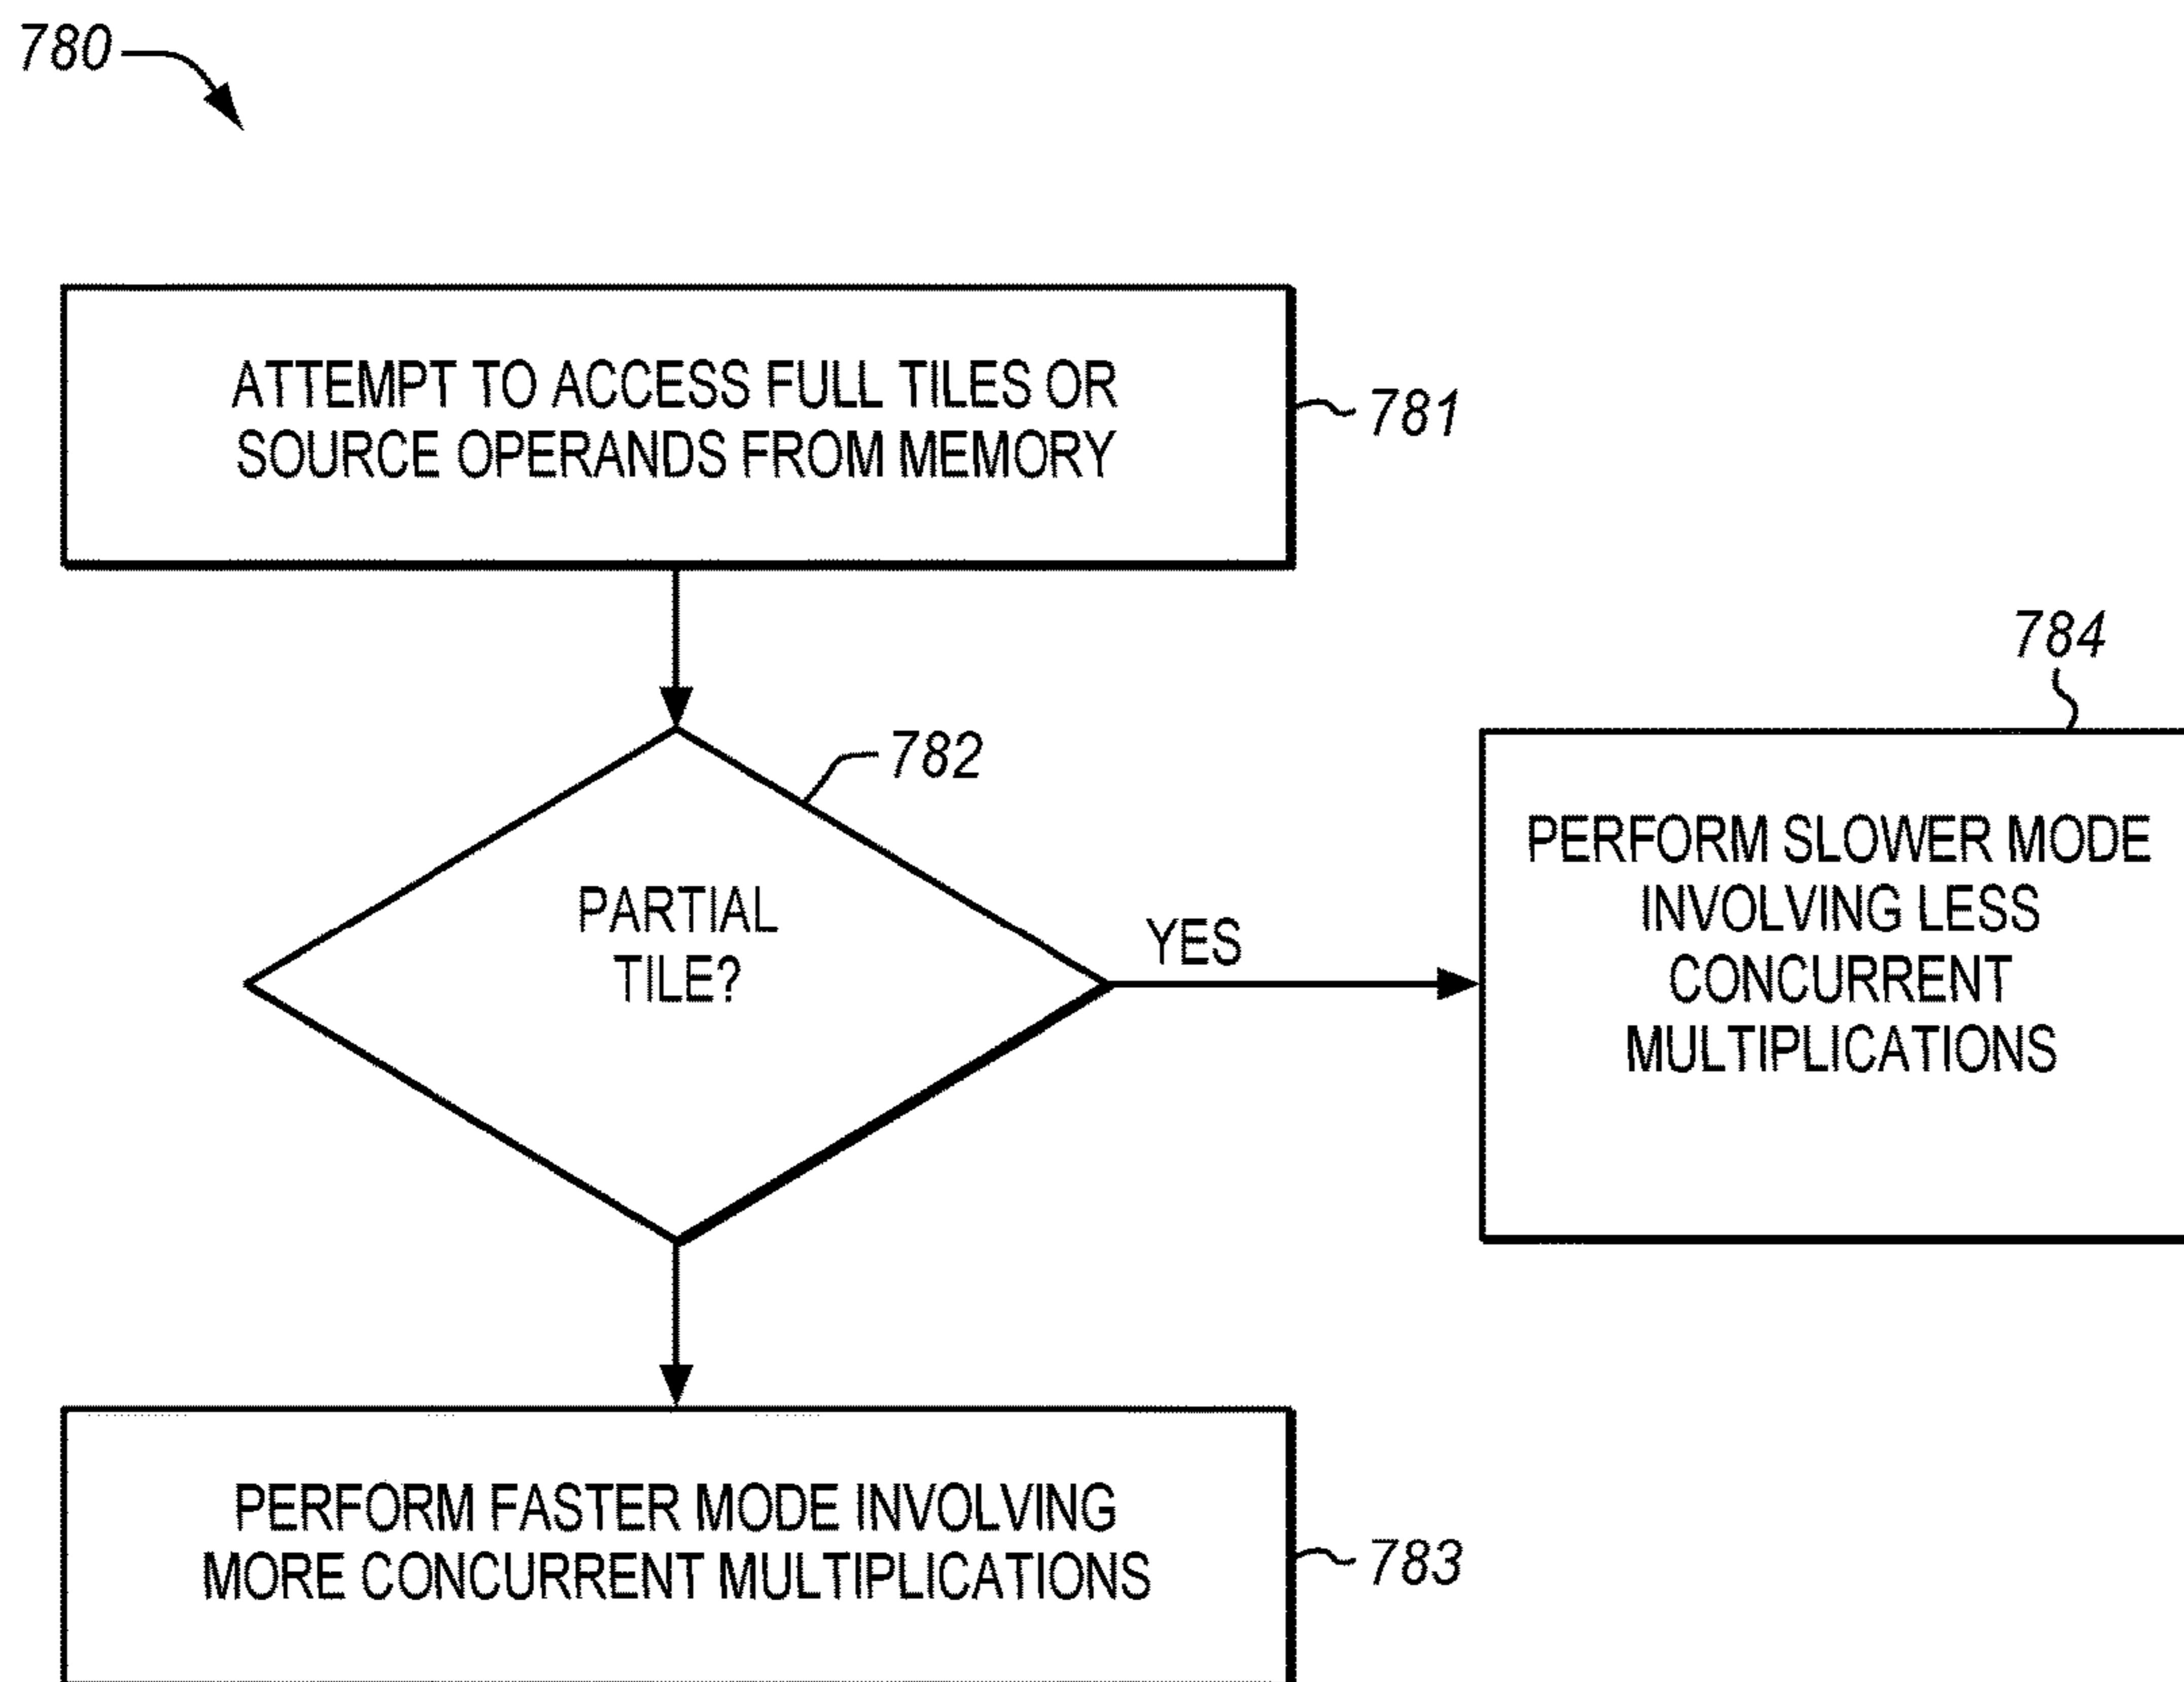 780
ATTEMPT TO ACCESS FULL TILES OR
SOURCE OPERANDS FROM MEMORY
781
782
PARTIAL
TILE?
YES
784
PERFORM SLOWER MODE
INVOLVING LESS
CONCURRENT
MULTIPLICATIONS
PERFORM FASTER MODE INVOLVING
MORE CONCURRENT MULTIPLICATIONS
783